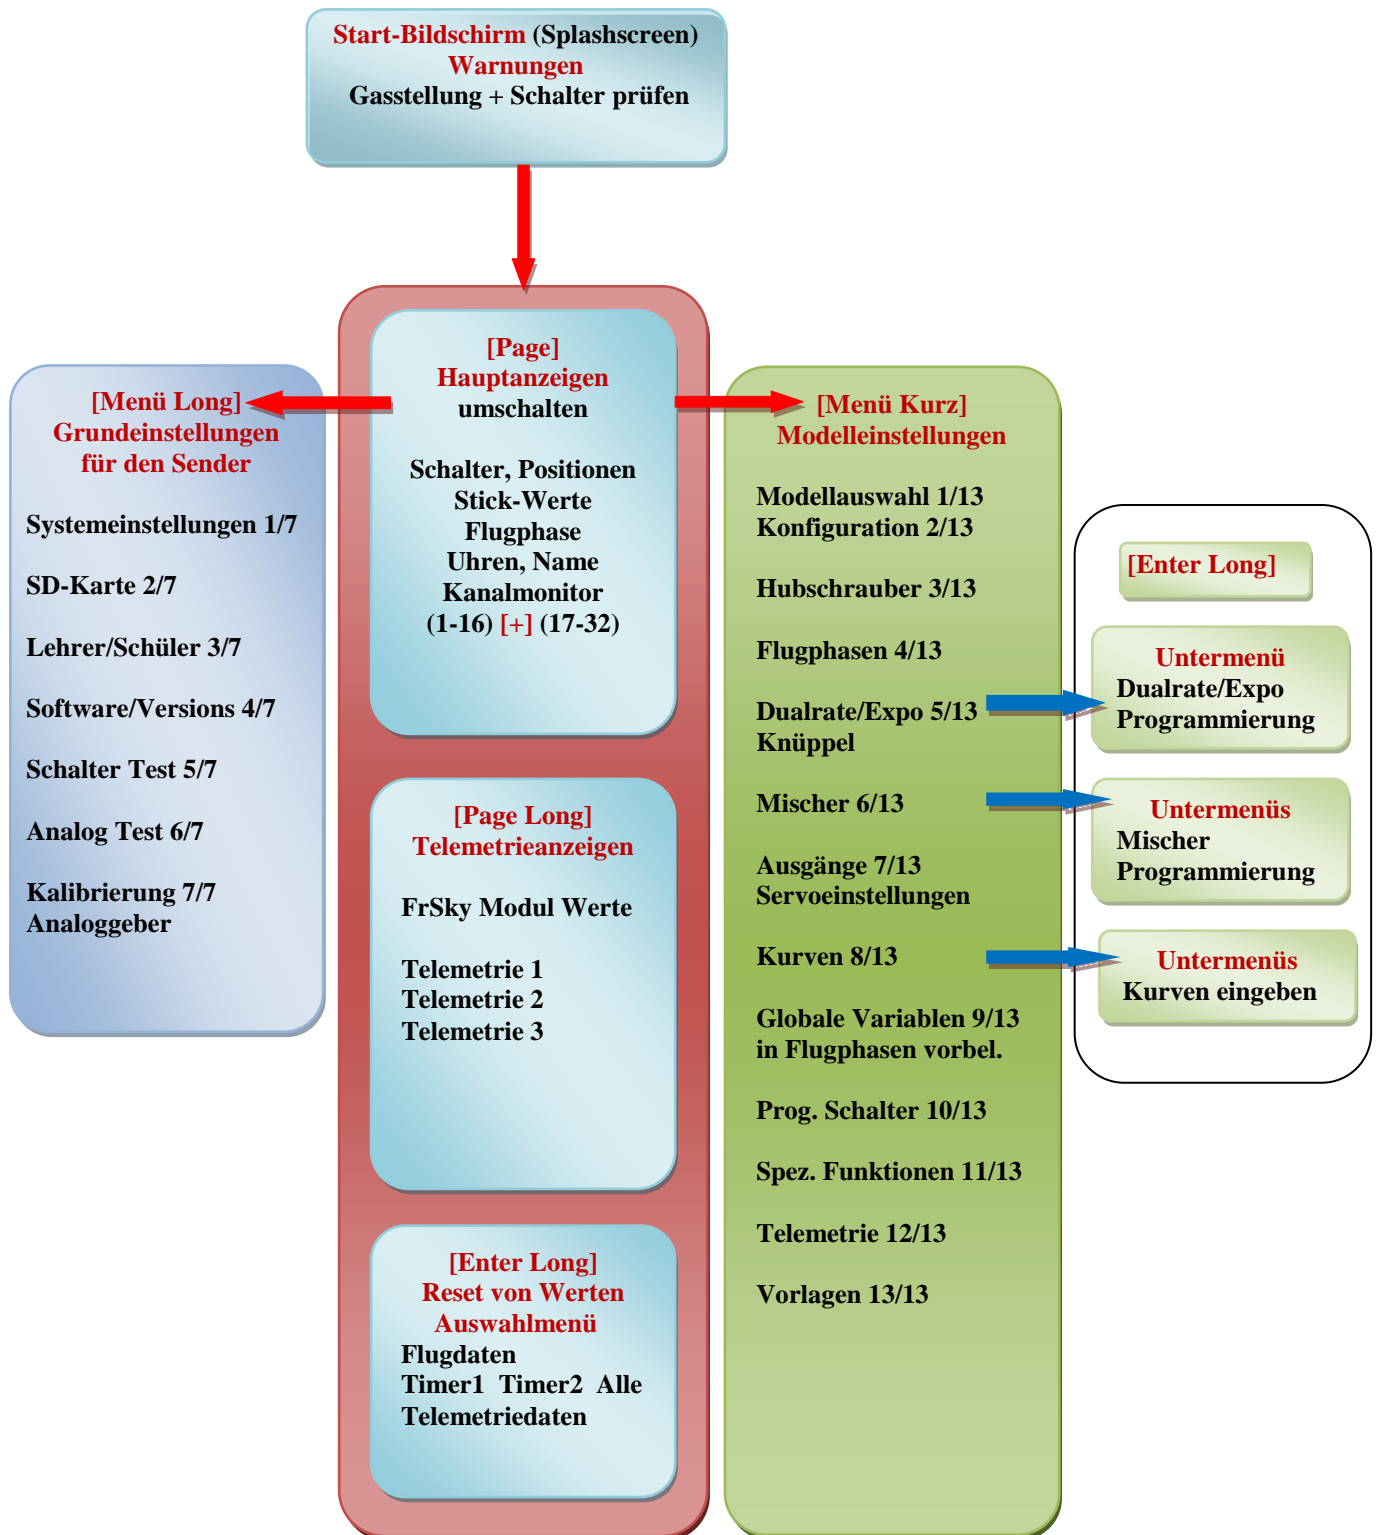 Start-Bildschirm (Splashscreen)
Warnungen
Gasstellung + Schalter prüfen
[Menü Long]
Grundeinstellungen
für den Sender
Systemeinstellungen 1/7
SD-Karte 2/7
Lehrer/Schüler 3/7
Software/Versions 4/7
Schalter Test 5/7
Analog Test 6/7
Kalibrierung 7/7
Analoggeber
[Page]
Hauptanzeigen
umschalten
Schalter, Positionen
Stick-Werte
Flugphase
Uhren, Name
Kanalmonitor
(1-16) [+] (17-32)
[Page Long]
Telemetrieanzeigen
FrSky Modul Werte
Telemetrie 1
Telemetrie 2
Telemetrie 3
[Enter Long]
Reset von Werten
Auswahlmenü
Flugdaten
Timer1 Timer2 Alle
Telemetriedaten
[Menü Kurz]
Modelleinstellungen
Modellauswahl 1/13
Konfiguration 2/13
Hubschrauber 3/13
Flugphasen 4/13
Dualrate/Expo 5/13
Knüppel
Mischer 6/13
Ausgänge 7/13
Servoeinstellungen
Kurven 8/13
Globale Variablen 9/13
in Flugphasen vorbel.
Prog. Schalter 10/13
Spez. Funktionen 11/13
Telemetrie 12/13
Vorlagen 13/13
[Enter Long]
Untermenü
Dualrate/Expo
Programmierung
Untermenüs
Mischer
Programmierung
Untermenüs
Kurven eingeben